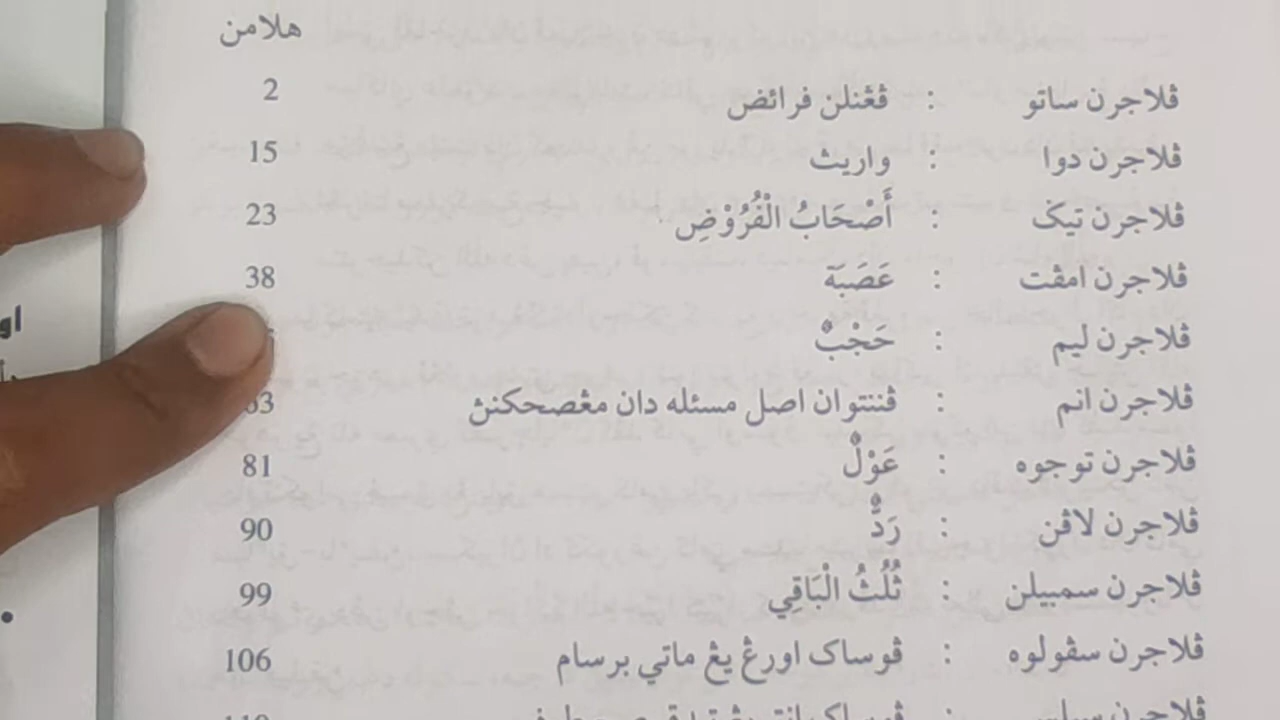 هلامن
ڤلاجرن ساتو : ڤڠنلن فرائض 2
ڤلاجرن دوا : واريث 15
ڤلاجرن تيݢ : أَصْحَابُ الْفُرُوْضِ 23
ڤلاجرن امڤت : عَصَبَة 38
ڤلاجرن ليم : حَجْبٌ
ڤلاجرن انم : ڤننتوان اصل مسئله دان مڠصحكنڽ
ڤلاجرن توجوه : عَوْلٌ 81
ڤلاجرن لاڤن : رَدٌّ 90
ڤلاجرن سمبيلن : ثُلُثُ الْبَاقِي 99
ڤلاجرن سڤولوه : ڤوساك اورڠ يڠ ماتي برسام 106